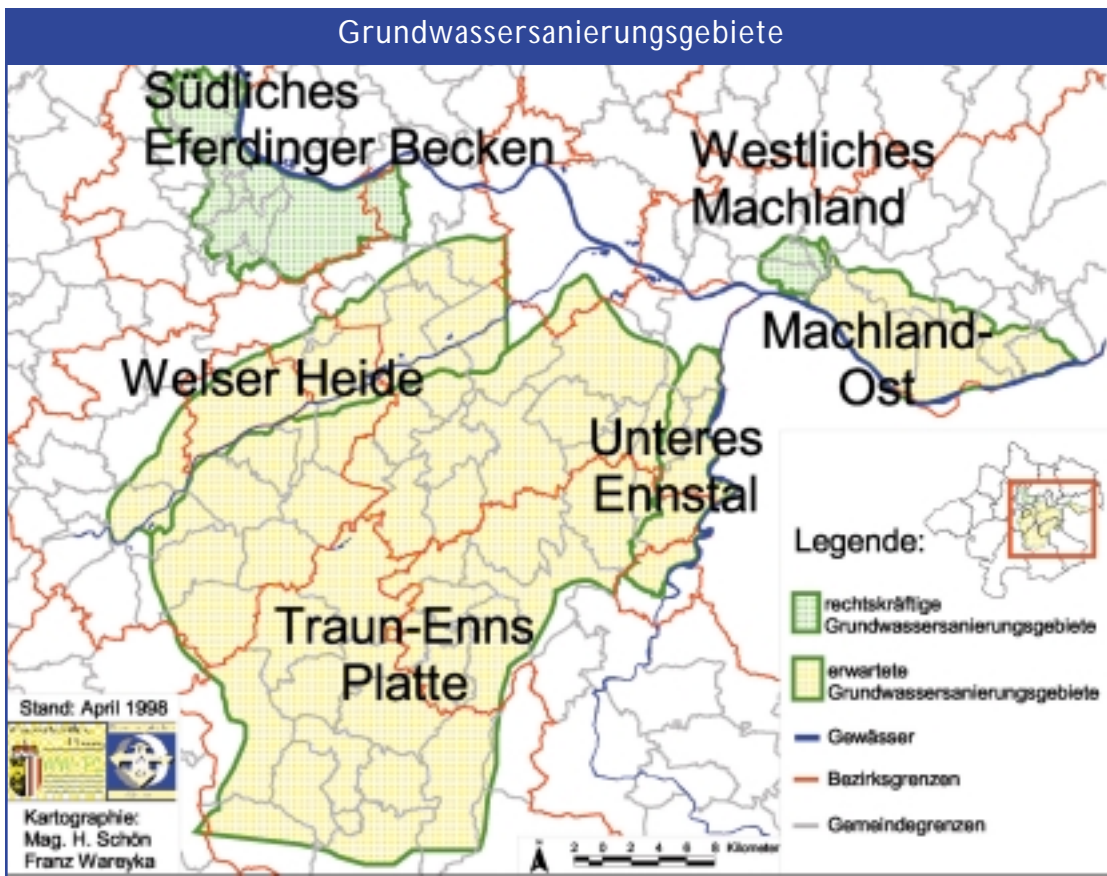 Grundwassersanierungsgebiete
Südliches
Eferdinger Becken
Westliches
Machland
Machland-
Ost
Welser Heide
Unteres
Ennstal
Traun-Enns
Platte
Legende:
rechtskräftige
Grundwassersanierungsgebiete
erwartete
Grundwassersanierungsgebiete
Gewässer
Bezirksgrenzen
Gemeindegrenzen
Stand: April 1998
Kartographie:
Mag. H. Schön
Franz Wareyka
2 0 2 4 6 8 Kilometer